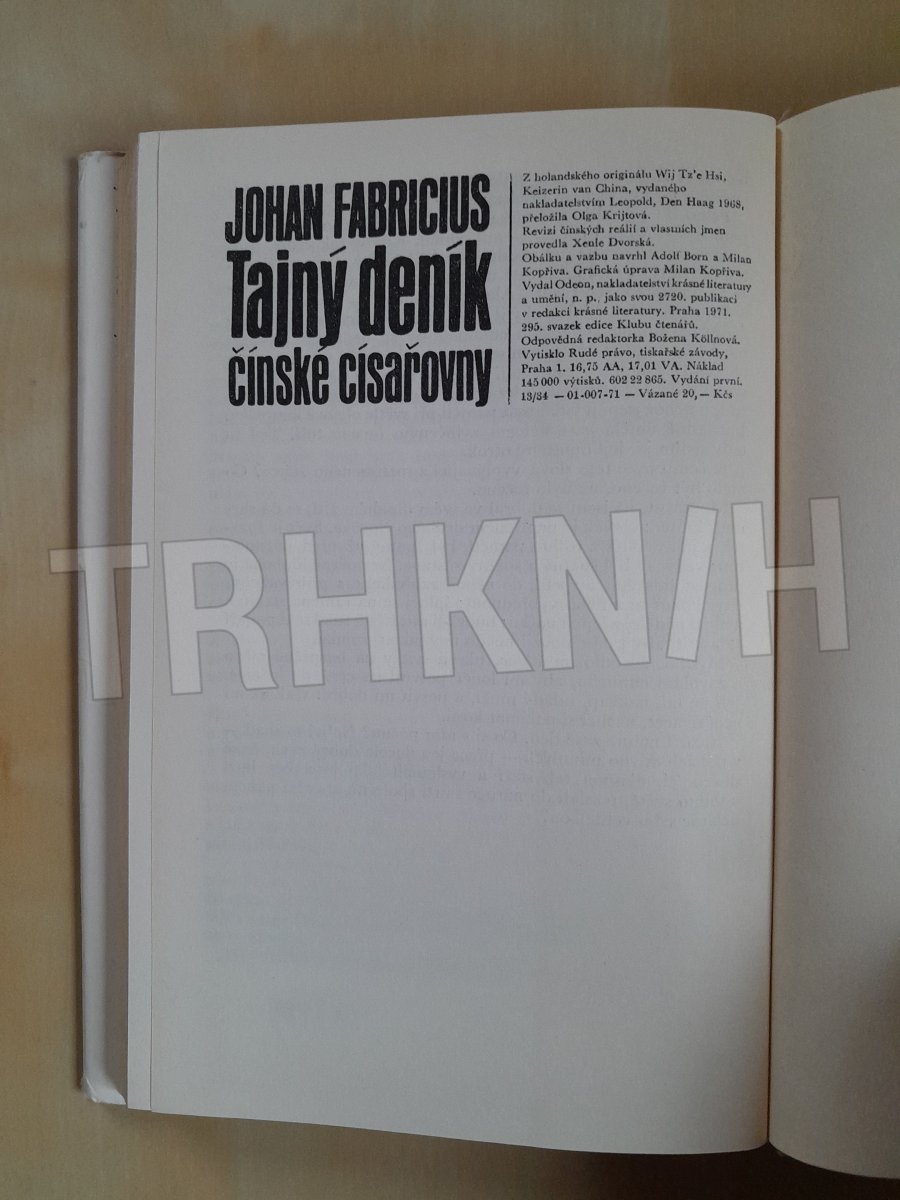 JOHAN FABRICIUS
Tajný deník
čínské císařovny
Z holandského originálu Wij Tz'e Hsi,
Keizerin van China, vydaného
nakladatelstvím Leopold, Den Haag 1968,
přeložila Olga Krijtová.
Revizi čínských reálií a vlastních jmen
provedla Xenie Dvorská.
Obálku a vazbu navrhl Adolf Born a Milan
Kopřiva. Grafická úprava Milan Kopřiva.
Vydal Odeon, nakladatelství krásné literatury
a umění, n. p., jako svou 2720. publikaci
v redakci krásné literatury. Praha 1971.
295. svazek edice Klubu čtenářů.
Odpovědná redaktorka Božena Köllnová.
Vytisklo Rudé právo, tiskařské závody,
Praha 1. 16,75 AA, 17,01 VA. Náklad
145 000 výtisků. 602 22 865. Vydání první.
13/34 — 01-007-71 — Vázané 20,— Kčs
TRHKN/H